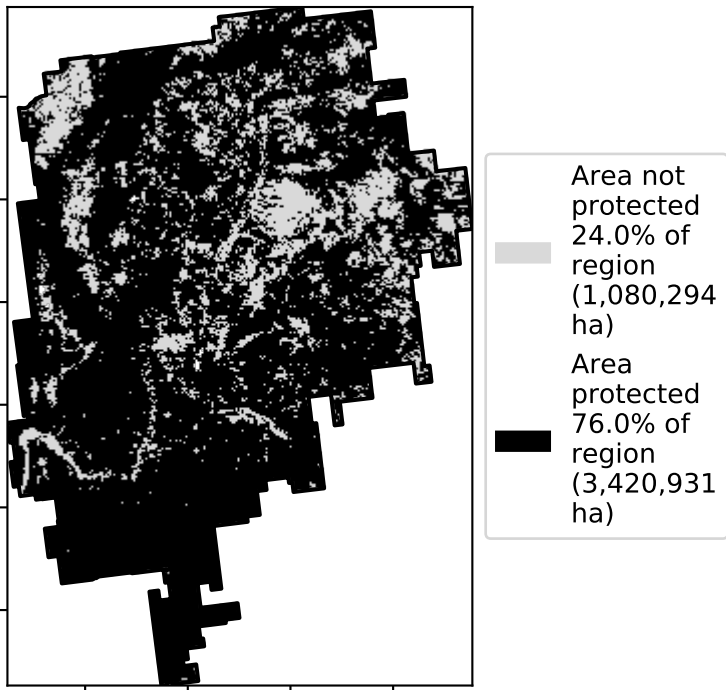 Area not
protected
24.0% of
region
(1,080,294
ha)
Area
protected
76.0% of
region
(3,420,931
ha)